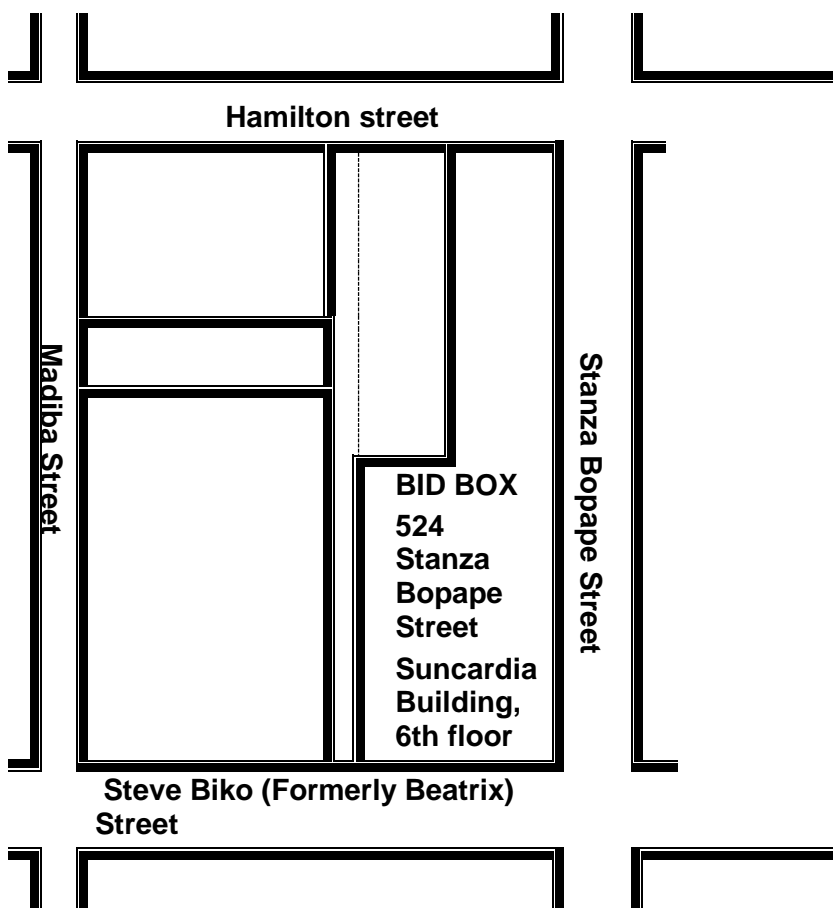 Hamilton street
Madiba Street
Stanza Bopape Street
BID BOX
524
Stanza
Bopape
Street
Suncardia
Building,
6th floor
Steve Biko (Formerly Beatrix)
Street